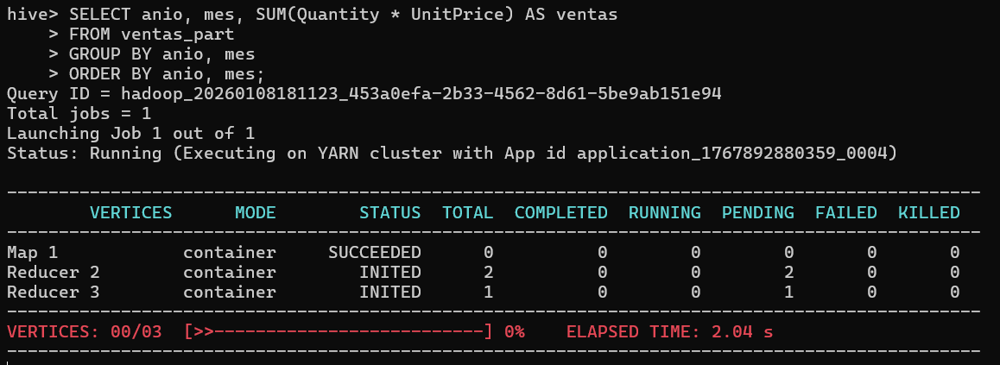 hive> SELECT anio, mes, SUM(Quantity * UnitPrice) AS ventas
    > FROM ventas_part
    > GROUP BY anio, mes
    > ORDER BY anio, mes;
Query ID = hadoop_20260108181123_453a0efa-2b33-4562-8d61-5be9ab151e94
Total jobs = 1
Launching Job 1 out of 1
Status: Running (Executing on YARN cluster with App id application_1767892880359_0004)
----------------------------------------------------------------------------------------------
        VERTICES      MODE        STATUS  TOTAL  COMPLETED  RUNNING  PENDING  FAILED  KILLED
----------------------------------------------------------------------------------------------
Map 1            container     SUCCEEDED      0          0        0        0       0       0
Reducer 2        container        INITED      2          0        0        2       0       0
Reducer 3        container        INITED      1          0        0        1       0       0
----------------------------------------------------------------------------------------------
VERTICES: 00/03  [>>--------------------------] 0%    ELAPSED TIME: 2.04 s
----------------------------------------------------------------------------------------------